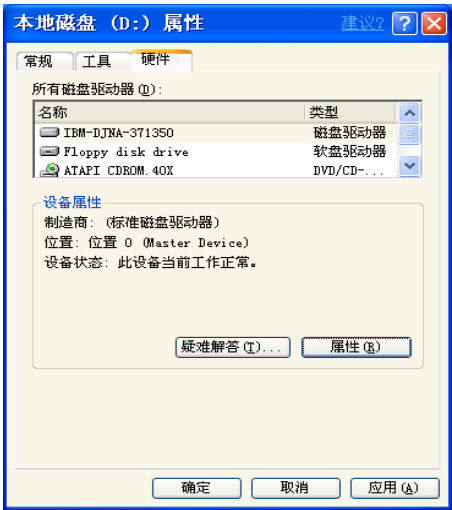 本地磁盘 (D:) 属性
建议?
常规 工具 硬件
所有磁盘驱动器(D):
名称 类型
IBM-DJNA-371350 磁盘驱动器
Floppy disk drive 软盘驱动器
ATAPI CDROM 40X DVD/CD-...
设备属性
制造商: (标准磁盘驱动器)
位置: 位置 0 (Master Device)
设备状态: 此设备当前工作正常。
疑难解答(T)... 属性(R)
确定 取消 应用(A)